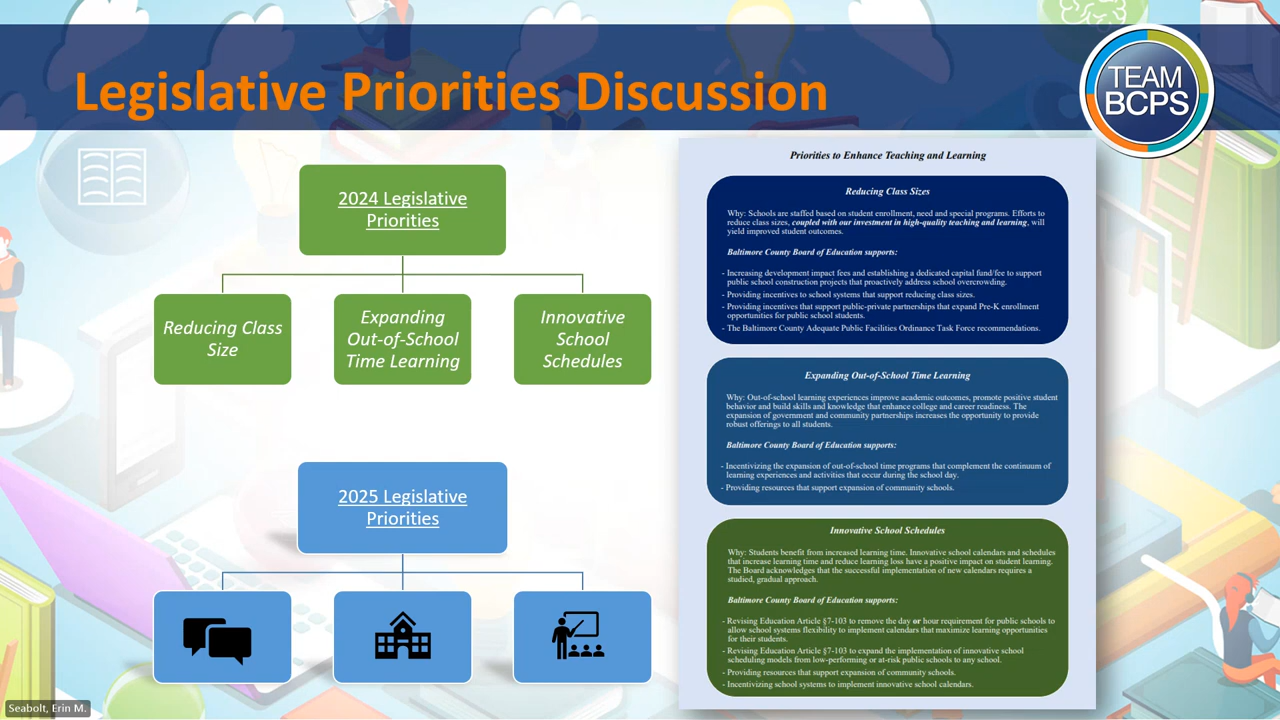 Legislative Priorities Discussion
TEAM
BCPS
2024 Legislative
Priorities
Reducing Class
Size
Expanding
Out-of-School
Time Learning
Innovative
School
Schedules
2025 Legislative
Priorities
Priorities to Enhance Teaching and Learning
Reducing Class Sizes
Why: Schools are staffed based on student enrollment, need and special programs. Efforts to
reduce class sizes, coupled with our investment in high-quality teaching and learning, will
yield improved student outcomes.
Baltimore County Board of Education supports:
- Increasing development impact fees and establishing a dedicated capital fund/fee to support
public school construction projects that proactively address school overcrowding.
- Providing incentives to school systems that support reducing class sizes.
- Providing incentives that support public-private partnerships that expand Pre-K enrollment
opportunities for public school students.
- The Baltimore County Adequate Public Facilities Ordinance Task Force recommendations.
Expanding Out-of-School Time Learning
Why: Out-of-school learning experiences improve academic outcomes, promote positive student
behavior and build skills and knowledge that enhance college and career readiness. The
expansion of government and community partnerships increases the opportunity to provide
robust offerings to all students.
Baltimore County Board of Education supports:
- Incentivizing the expansion of out-of-school time programs that complement the continuum of
learning experiences and activities that occur during the school day.
- Providing resources that support expansion of community schools.
Innovative School Schedules
Why: Students benefit from increased learning time. Innovative school calendars and schedules
that increase learning time and reduce learning loss have a positive impact on student learning.
The Board acknowledges that the successful implementation of new calendars requires a
studied, gradual approach.
Baltimore County Board of Education supports:
- Revising Education Article §7-103 to remove the day or hour requirement for public schools to
allow school systems flexibility to implement calendars that maximize learning opportunities
for their students.
- Revising Education Article §7-103 to expand the implementation of innovative school
scheduling models from low-performing or at-risk public schools to any school.
- Providing resources that support expansion of community schools.
- Incentivizing school systems to implement innovative school calendars.
Seabolt, Erin M.